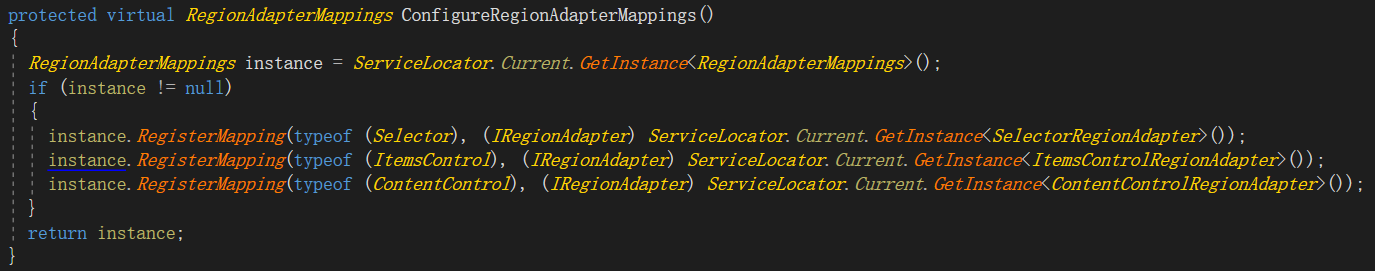 protected virtual RegionAdapterMappings ConfigureRegionAdapterMappings()
{
RegionAdapterMappings instance = ServiceLocator.Current.GetInstance<RegionAdapterMappings>();
if (instance != null)
{
instance.RegisterMapping(typeof (Selector), (IRegionAdapter) ServiceLocator.Current.GetInstance<SelectorRegionAdapter>());
instance.RegisterMapping(typeof (ItemsControl), (IRegionAdapter) ServiceLocator.Current.GetInstance<ItemsControlRegionAdapter>());
instance.RegisterMapping(typeof (ContentControl), (IRegionAdapter) ServiceLocator.Current.GetInstance<ContentControlRegionAdapter>());
}
return instance;
}